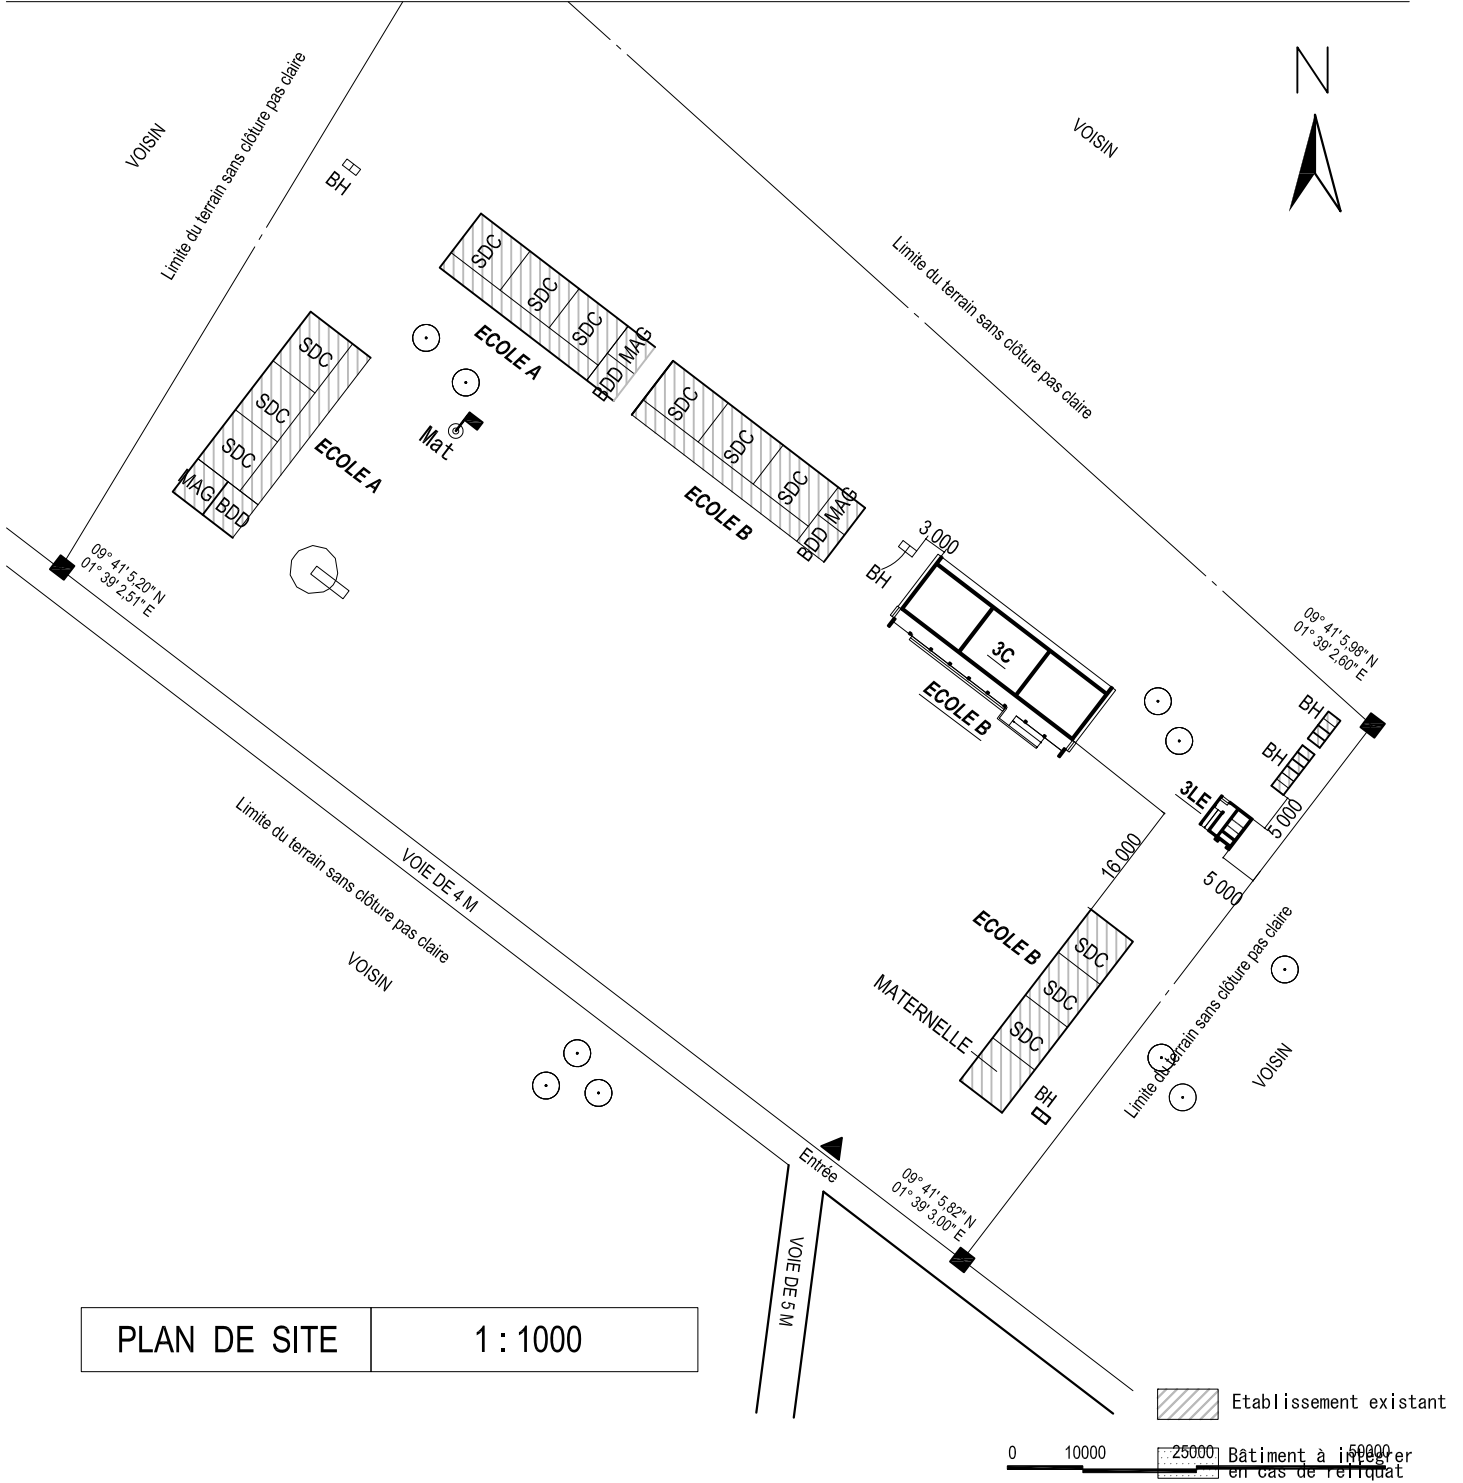 N
VOISIN
Limite du terrain sans clôture pas claire
BH
VOISIN
Limite du terrain sans clôture pas claire
SDC
SDC
SDC
MAG
BDD
ECOLE A
SDC
SDC
SDC
MAG
BDD
ECOLE A
Mat
SDC
SDC
SDC
MAG
BDD
ECOLE B
09° 41' 5,20" N
01° 39' 2,51" E
3 000
BH
3C
ECOLE B
09° 41' 5,98" N
01° 39' 2,60" E
BH
BH
3LE
5 000
5 000
16 000
Limite du terrain sans clôture pas claire
VOIE DE 4 M
VOISIN
ECOLE B
SDC
SDC
SDC
MATERNELLE
BH
Limite du terrain sans clôture pas claire
VOISIN
Entrée
09° 41' 5,82" N
01° 39' 3,00" E
VOIE DE 5 M
PLAN DE SITE
1 : 1000
Etablissement existant
0 10000 25000 50000
Bâtiment à intégrer
en cas de reliquat